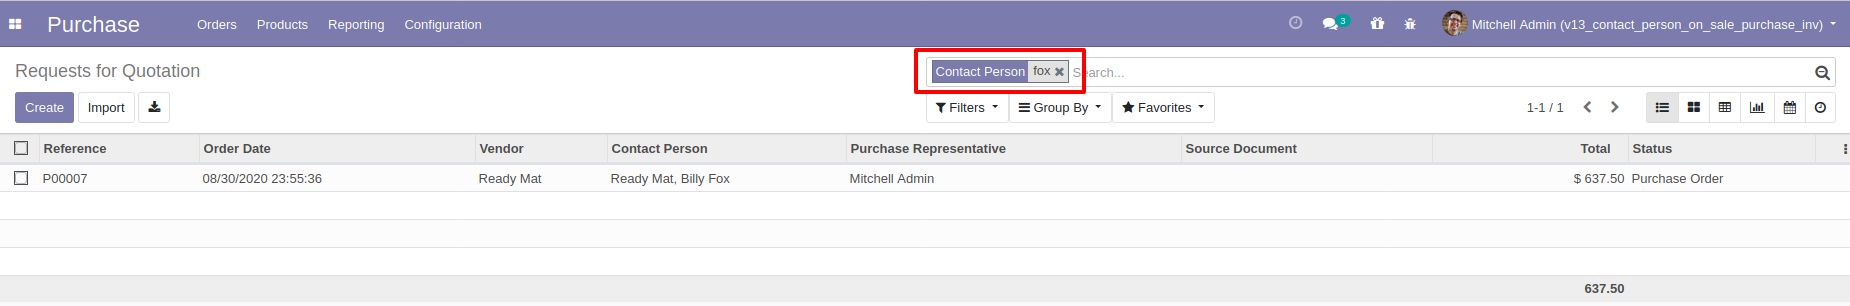 Purchase Orders Products Reporting Configuration 3 Mitchell Admin (v13_contact_person_on_sale_purchase_inv)
Requests for Quotation Contact Person fox Search...
Create Import Filters Group By Favorites 1-1 / 1
Reference Order Date Vendor Contact Person Purchase Representative Source Document Total Status
P00007 08/30/2020 23:55:36 Ready Mat Ready Mat, Billy Fox Mitchell Admin $ 637.50 Purchase Order
637.50